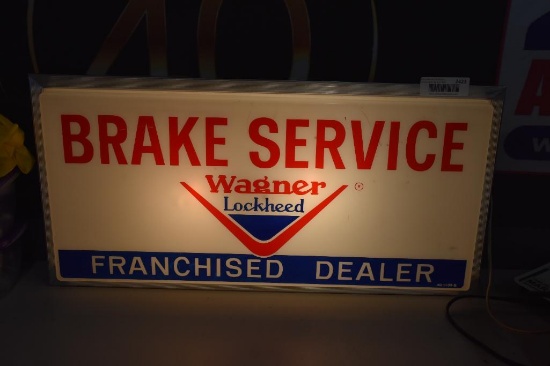 BRAKE SERVICE
Wagner ®
Lockheed
FRANCHISED DEALER